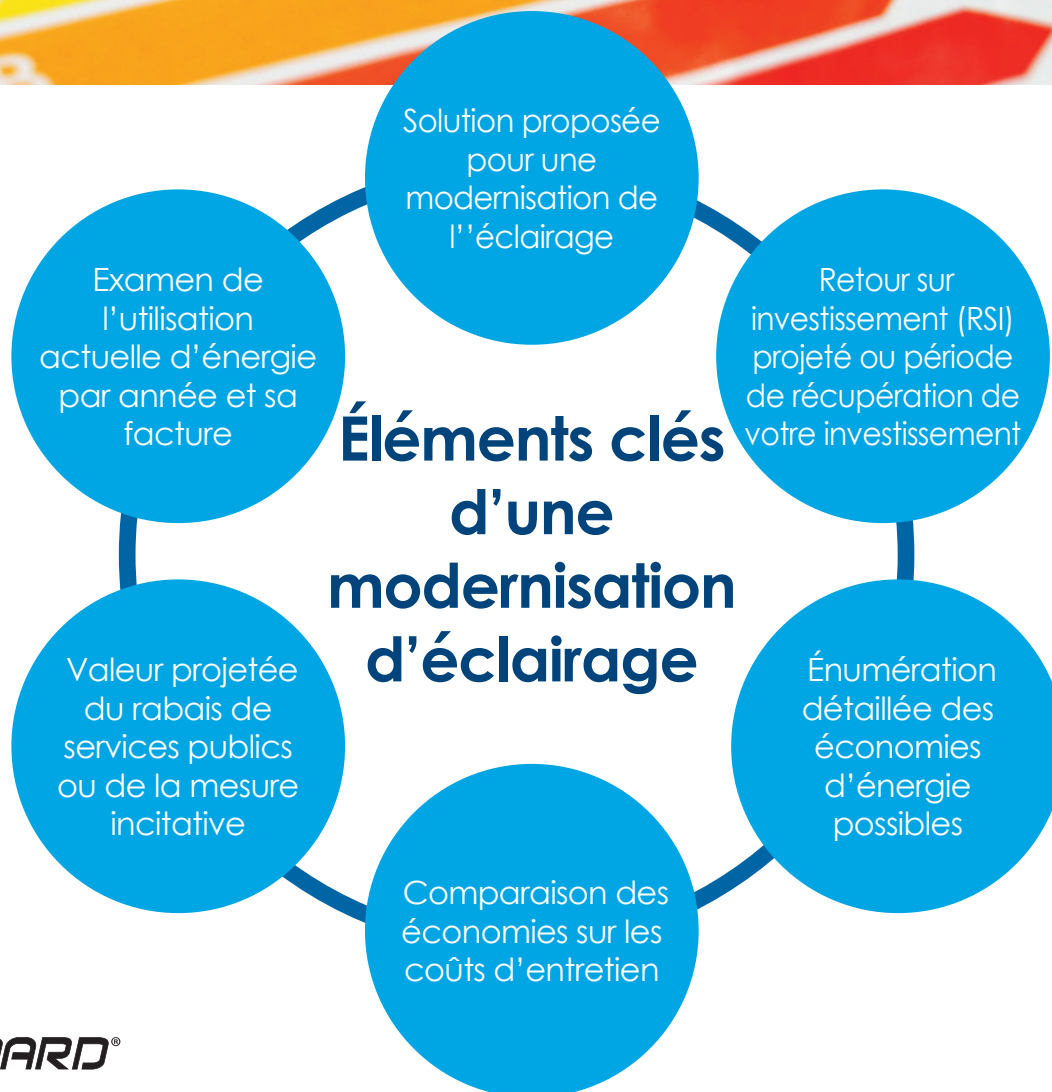 Solution proposée
pour une
modernisation de
l''éclairage
Retour sur
investissement (RSI)
projeté ou période
de récupération de
votre investissement
Énumération
détaillée des
économies
d'énergie
possibles
Comparaison des
économies sur les
coûts d'entretien
Valeur projetée
du rabais de
services publics
ou de la mesure
incitative
Examen de
l'utilisation
actuelle d'énergie
par année et sa
facture
Éléments clés
d'une
modernisation
d'éclairage